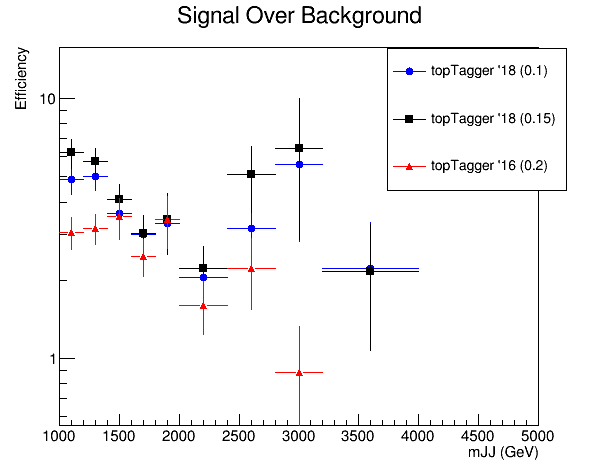 Signal Over Background
Efficiency
topTagger '18 (0.1)
topTagger '18 (0.15)
topTagger '16 (0.2)
10
1
1000 1500 2000 2500 3000 3500 4000 4500 5000
mJJ (GeV)